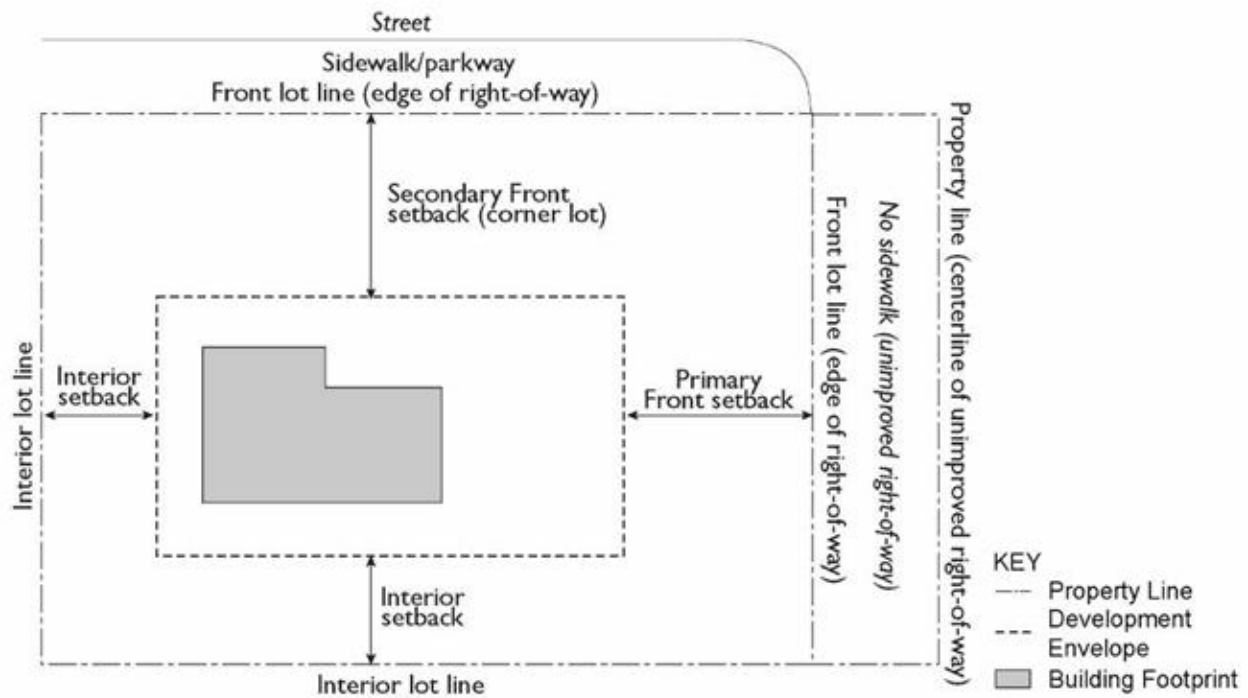 Street
Sidewalk/parkway
Front lot line (edge of right-of-way)
Secondary Front
setback (corner lot)
Interior lot line
Interior
setback
Primary
Front setback
Front lot line (edge of right-of-way)
No sidewalk (unimproved right-of-way)
Property line (centerline of unimproved right-of-way)
Interior
setback
Interior lot line
KEY
Property Line
Development
Envelope
Building Footprint